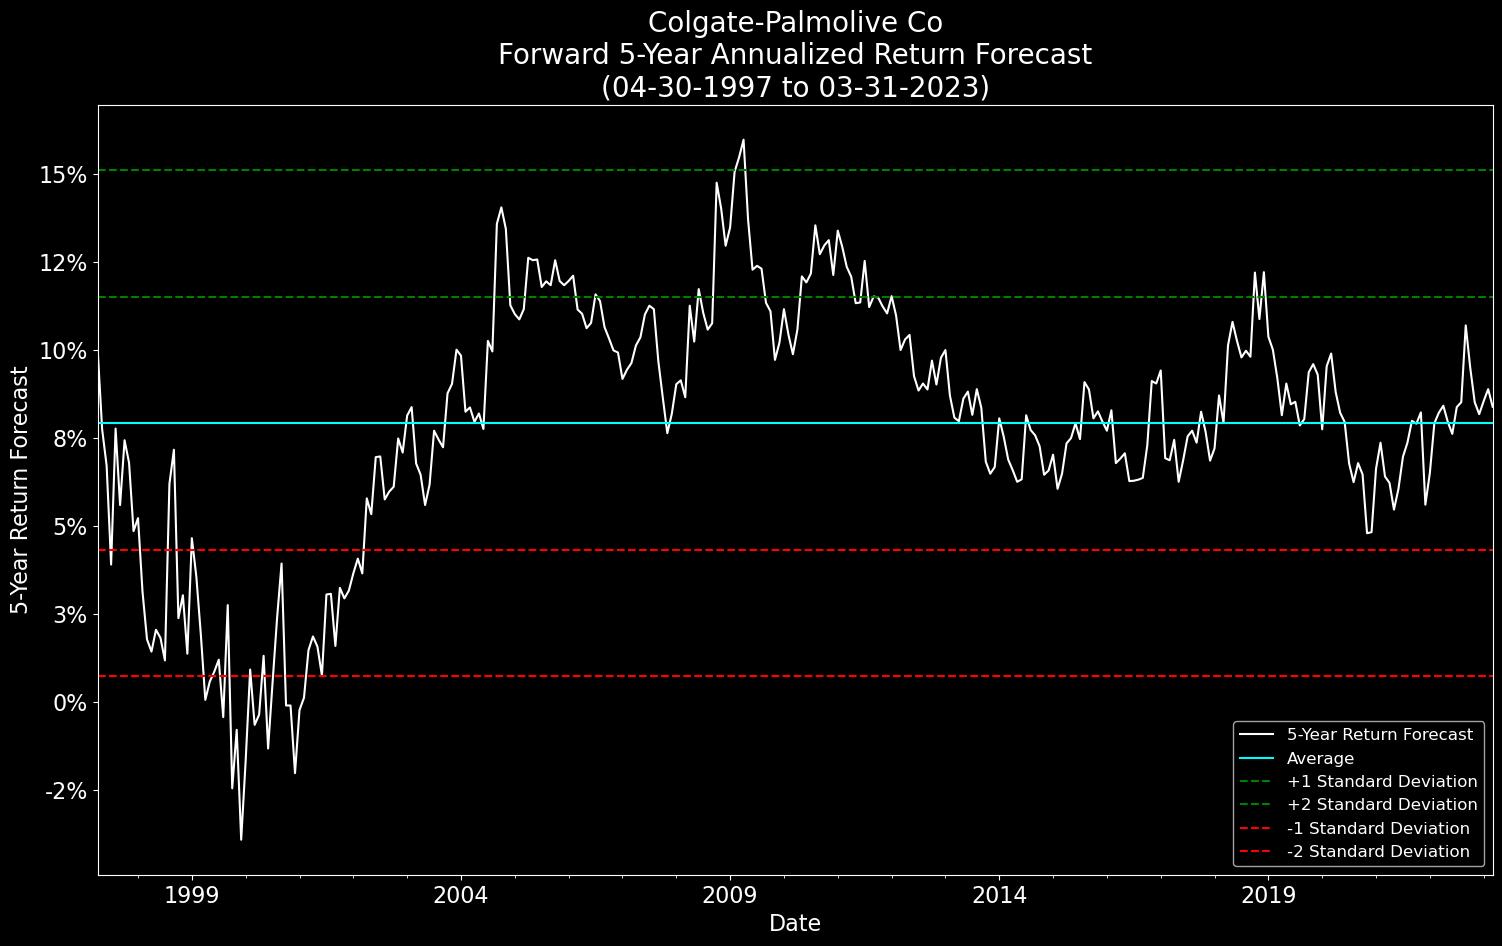 Colgate-Palmolive Co
Forward 5-Year Annualized Return Forecast
(04-30-1997 to 03-31-2023)
5-Year Return Forecast
15%
12%
10%
8%
5%
3%
0%
-2%
1999
2004
2009
2014
2019
Date
5-Year Return Forecast
Average
+1 Standard Deviation
+2 Standard Deviation
-1 Standard Deviation
-2 Standard Deviation